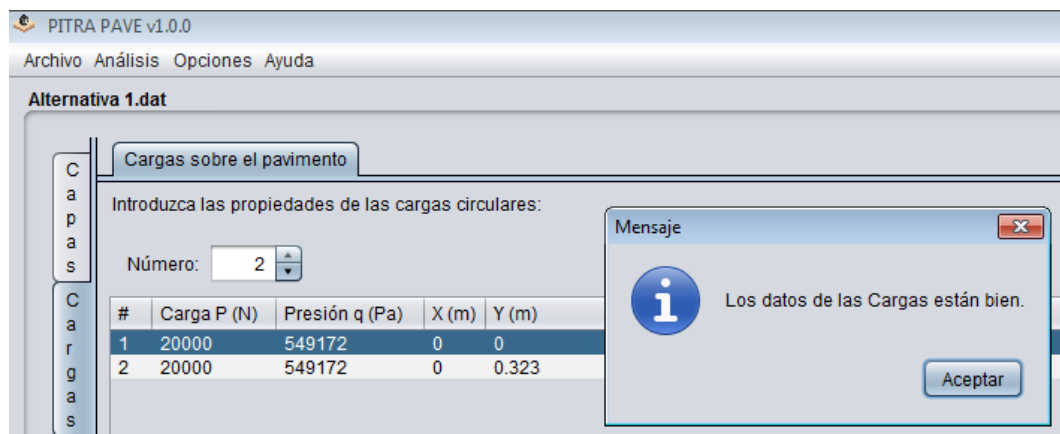 PITRA PAVE v1.0.0
Archivo Análisis Opciones Ayuda
Alternativa 1.dat
Capas
Cargas
Cargas sobre el pavimento
Introduzca las propiedades de las cargas circulares:
Número: 2
# Carga P (N) Presión q (Pa) X (m) Y (m)
1 20000 549172 0 0
2 20000 549172 0 0.323
Mensaje
Los datos de las Cargas están bien.
Aceptar